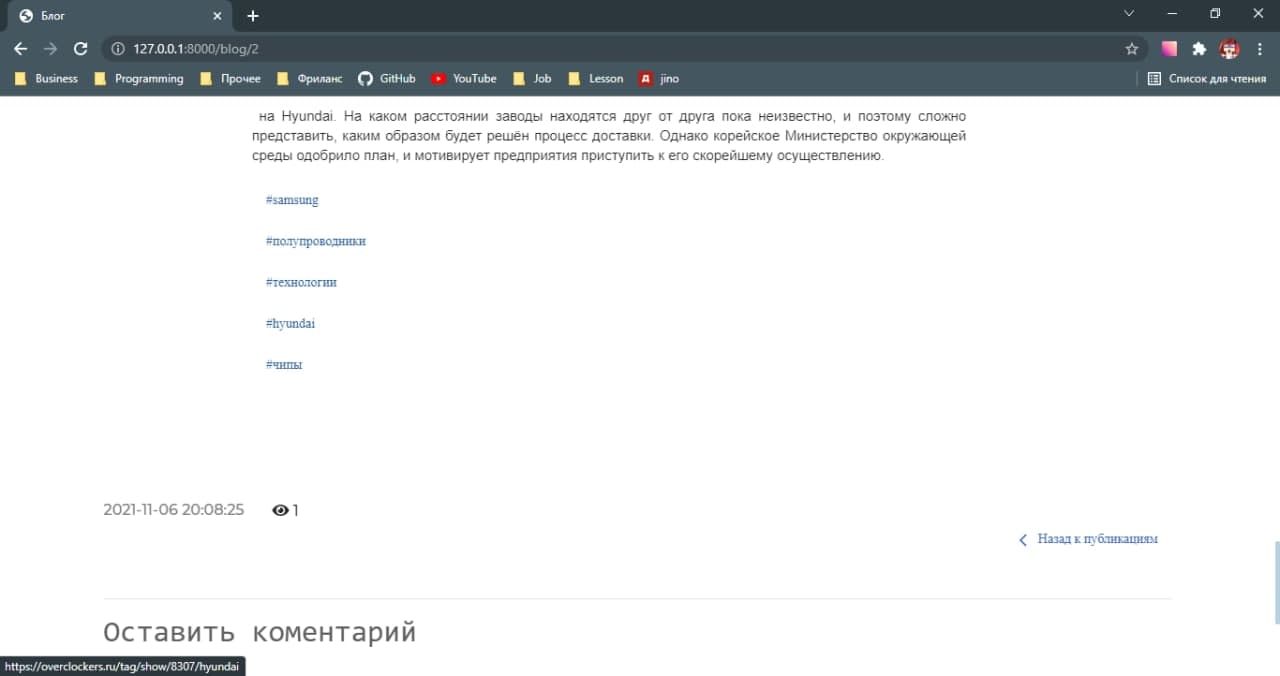 Блог
127.0.0.1:8000/blog/2
Business Programming Прочее Фриланс GitHub YouTube Job Lesson jino Список для чтения
на Hyundai. На каком расстоянии заводы находятся друг от друга пока неизвестно, и поэтому сложно
представить, каким образом будет решён процесс доставки. Однако корейское Министерство окружающей
среды одобрило план, и мотивирует предприятия приступить к его скорейшему осуществлению.
#samsung
#полупроводники
#технологии
#hyundai
#чипы
2021-11-06 20:08:25 1
Назад к публикациям
Оставить коментарий
https://overclockers.ru/tag/show/8307/hyundai